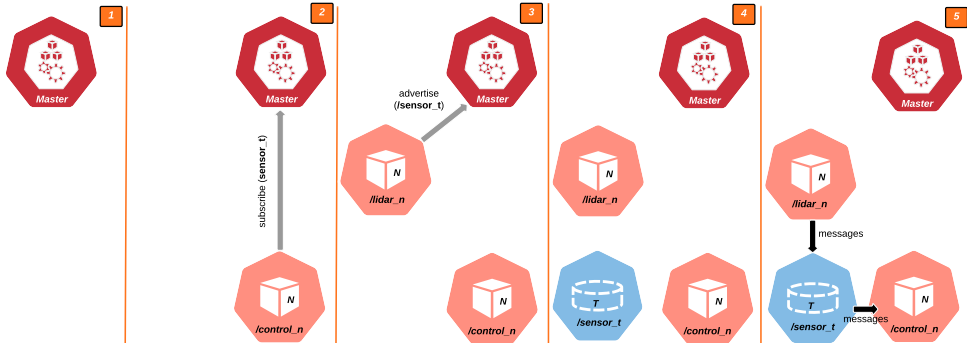 1
Master
2
Master
subscribe (sensor_t)
N
/control_n
3
Master
advertise
(/sensor_t)
N
/lidar_n
N
/control_n
4
Master
N
/lidar_n
T
/sensor_t
N
/control_n
5
Master
N
/lidar_n
messages
T
/sensor_t
messages
N
/control_n